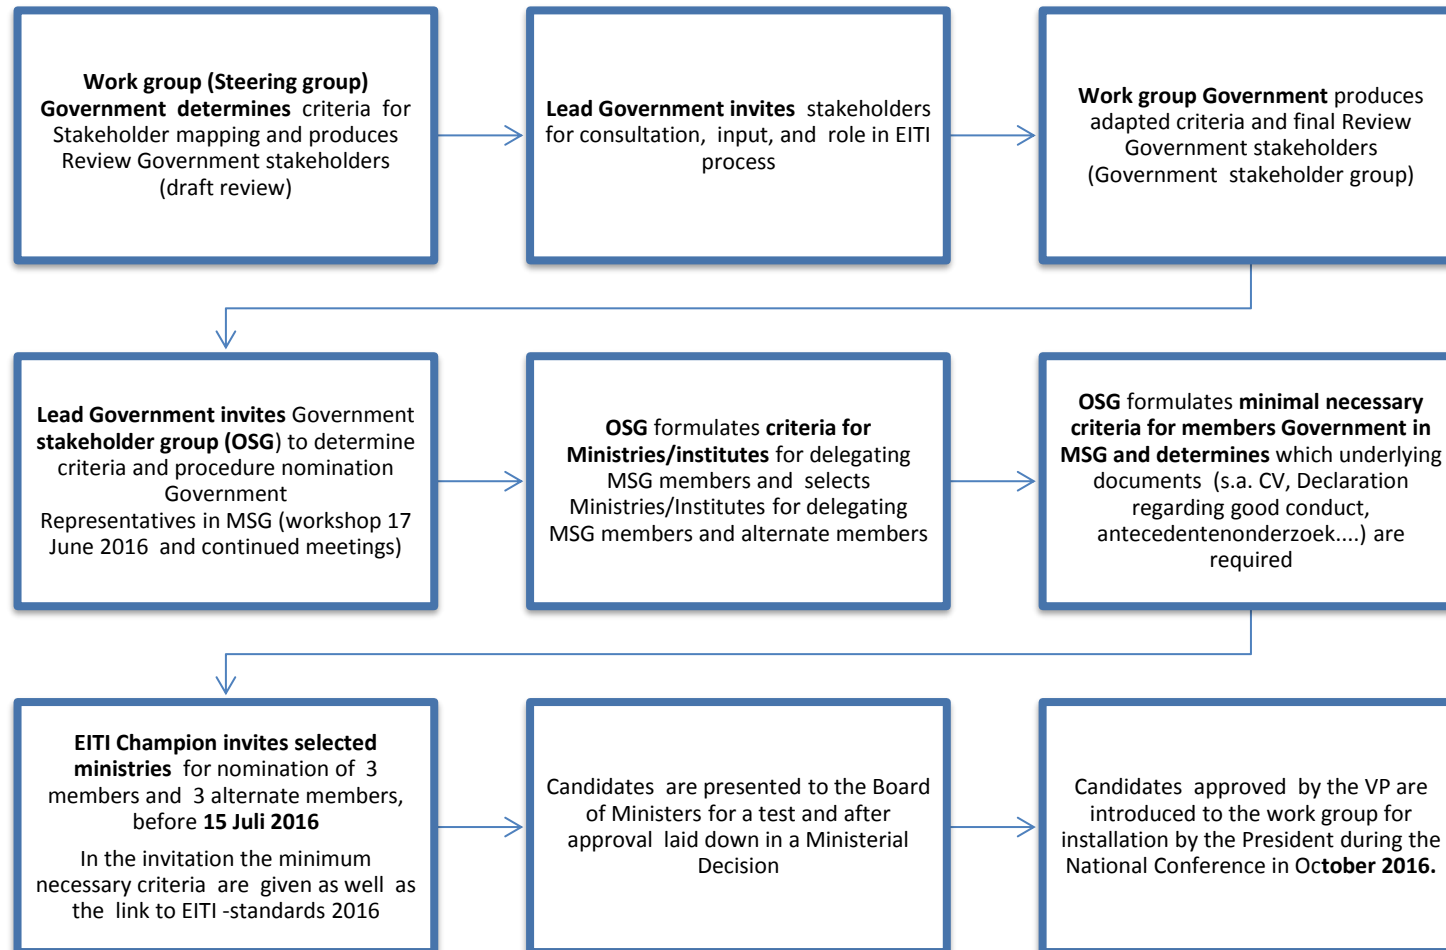 Work group (Steering group)
Government determines criteria for
Stakeholder mapping and produces
Review Government stakeholders
(draft review)
Lead Government invites stakeholders
for consultation, input, and role in EITI
process
Work group Government produces
adapted criteria and final Review
Government stakeholders
(Government stakeholder group)
Lead Government invites Government
stakeholder group (OSG) to determine
criteria and procedure nomination
Government
Representatives in MSG (workshop 17
June 2016 and continued meetings)
OSG formulates criteria for
Ministries/institutes for delegating
MSG members and selects
Ministries/Institutes for delegating
MSG members and alternate members
OSG formulates minimal necessary
criteria for members Government in
MSG and determines which underlying
documents (s.a. CV, Declaration
regarding good conduct,
antecedentenonderzoek....) are
required
EITI Champion invites selected
ministries for nomination of 3
members and 3 alternate members,
before 15 Juli 2016
In the invitation the minimum
necessary criteria are given as well as
the link to EITI -standards 2016
Candidates are presented to the Board
of Ministers for a test and after
approval laid down in a Ministerial
Decision
Candidates approved by the VP are
introduced to the work group for
installation by the President during the
National Conference in October 2016.